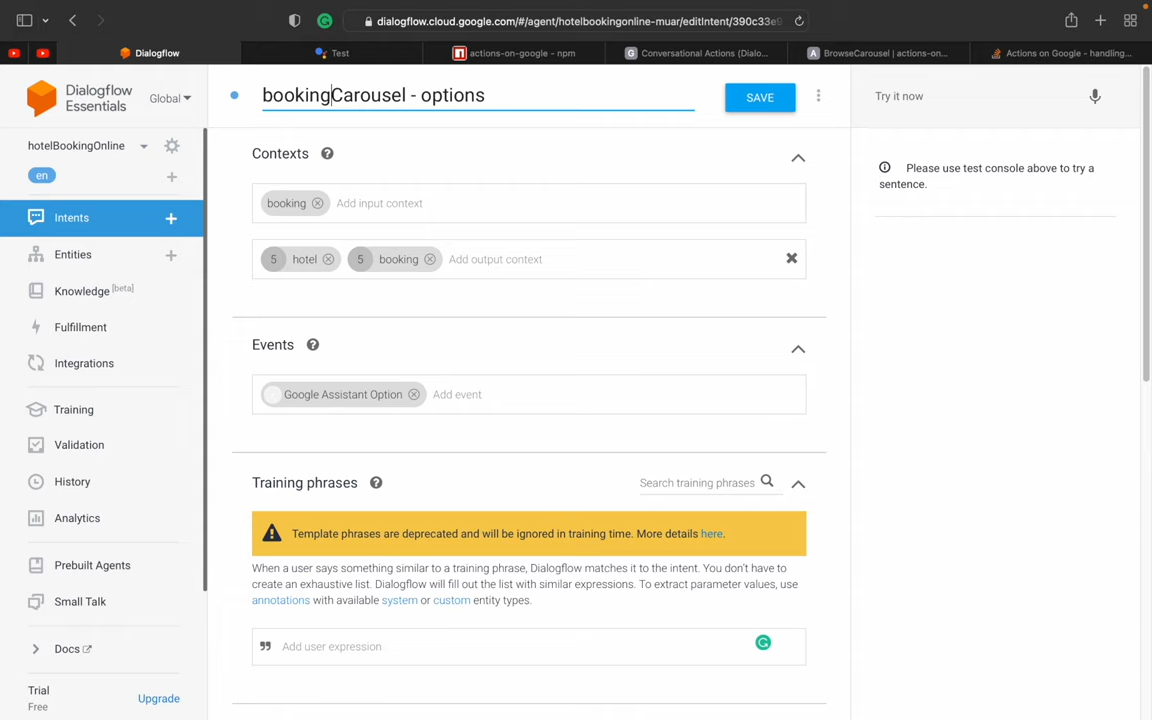 dialogflow.cloud.google.com/#/agent/hotelbookingonline-muar/editIntent/390c33e9
Dialogflow
Test
actions-on-google - npm
Conversational Actions (Dialo...
BrowseCarousel | actions-on...
Actions on Google - handling...
Dialogflow
Essentials
Global
bookingCarousel - options
SAVE
Try it now
hotelBookingOnline
en
Please use test console above to try a
sentence.
Intents
Entities
Knowledge [beta]
Fulfillment
Integrations
Training
Validation
History
Analytics
Prebuilt Agents
Small Talk
Docs
Trial
Free
Upgrade
Contexts
booking
Add input context
5 hotel
5 booking
Add output context
Events
Google Assistant Option
Add event
Training phrases
Search training phrases
Template phrases are deprecated and will be ignored in training time. More details here.
When a user says something similar to a training phrase, Dialogflow matches it to the intent. You don't have to
create an exhaustive list. Dialogflow will fill out the list with similar expressions. To extract parameter values, use
annotations with available system or custom entity types.
Add user expression